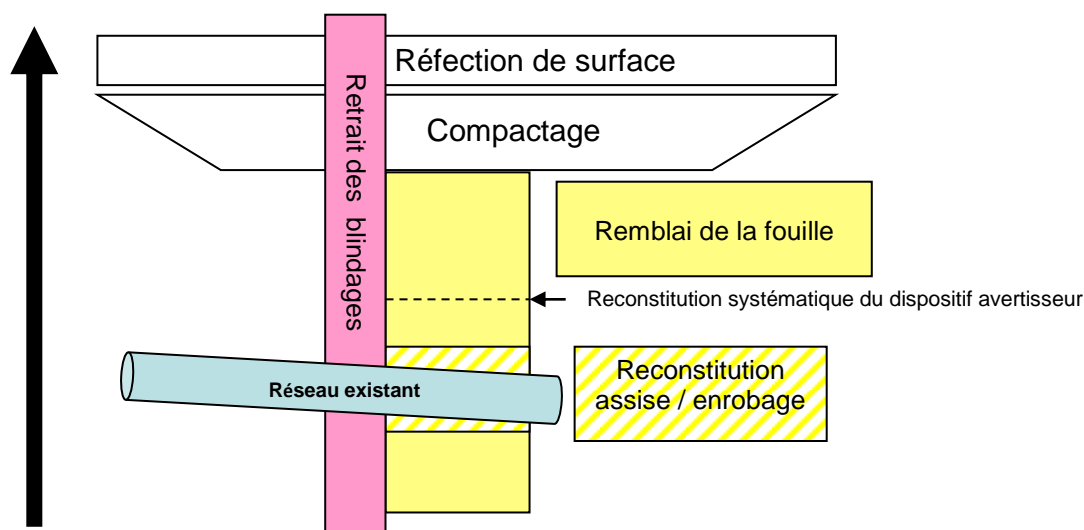 Réfection de surface
Compactage
Retrait des blindages
Remblai de la fouille
Reconstitution systématique du dispositif avertisseur
Réseau existant
Reconstitution
assise / enrobage